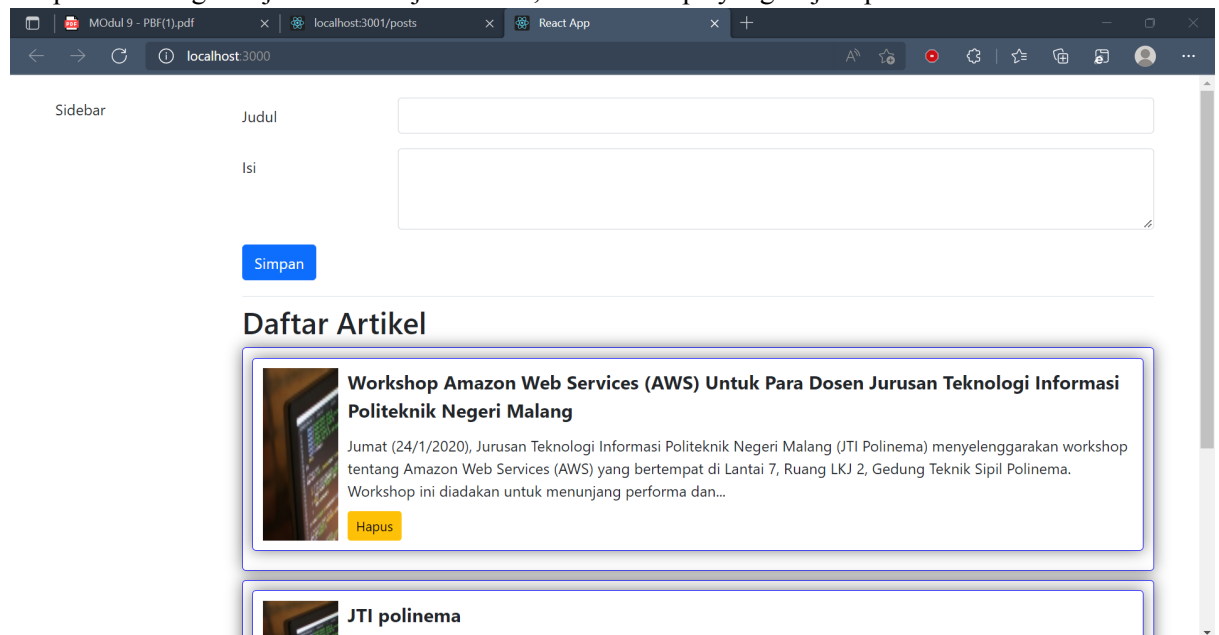 MOdul 9 - PBF(1).pdf
localhost:3001/posts
React App
localhost:3000
Sidebar
Judul
Isi
Simpan
Daftar Artikel
Workshop Amazon Web Services (AWS) Untuk Para Dosen Jurusan Teknologi Informasi
Politeknik Negeri Malang
Jumat (24/1/2020), Jurusan Teknologi Informasi Politeknik Negeri Malang (JTI Polinema) menyelenggarakan workshop
tentang Amazon Web Services (AWS) yang bertempat di Lantai 7, Ruang LKJ 2, Gedung Teknik Sipil Polinema.
Workshop ini diadakan untuk menunjang performa dan...
Hapus
JTI polinema